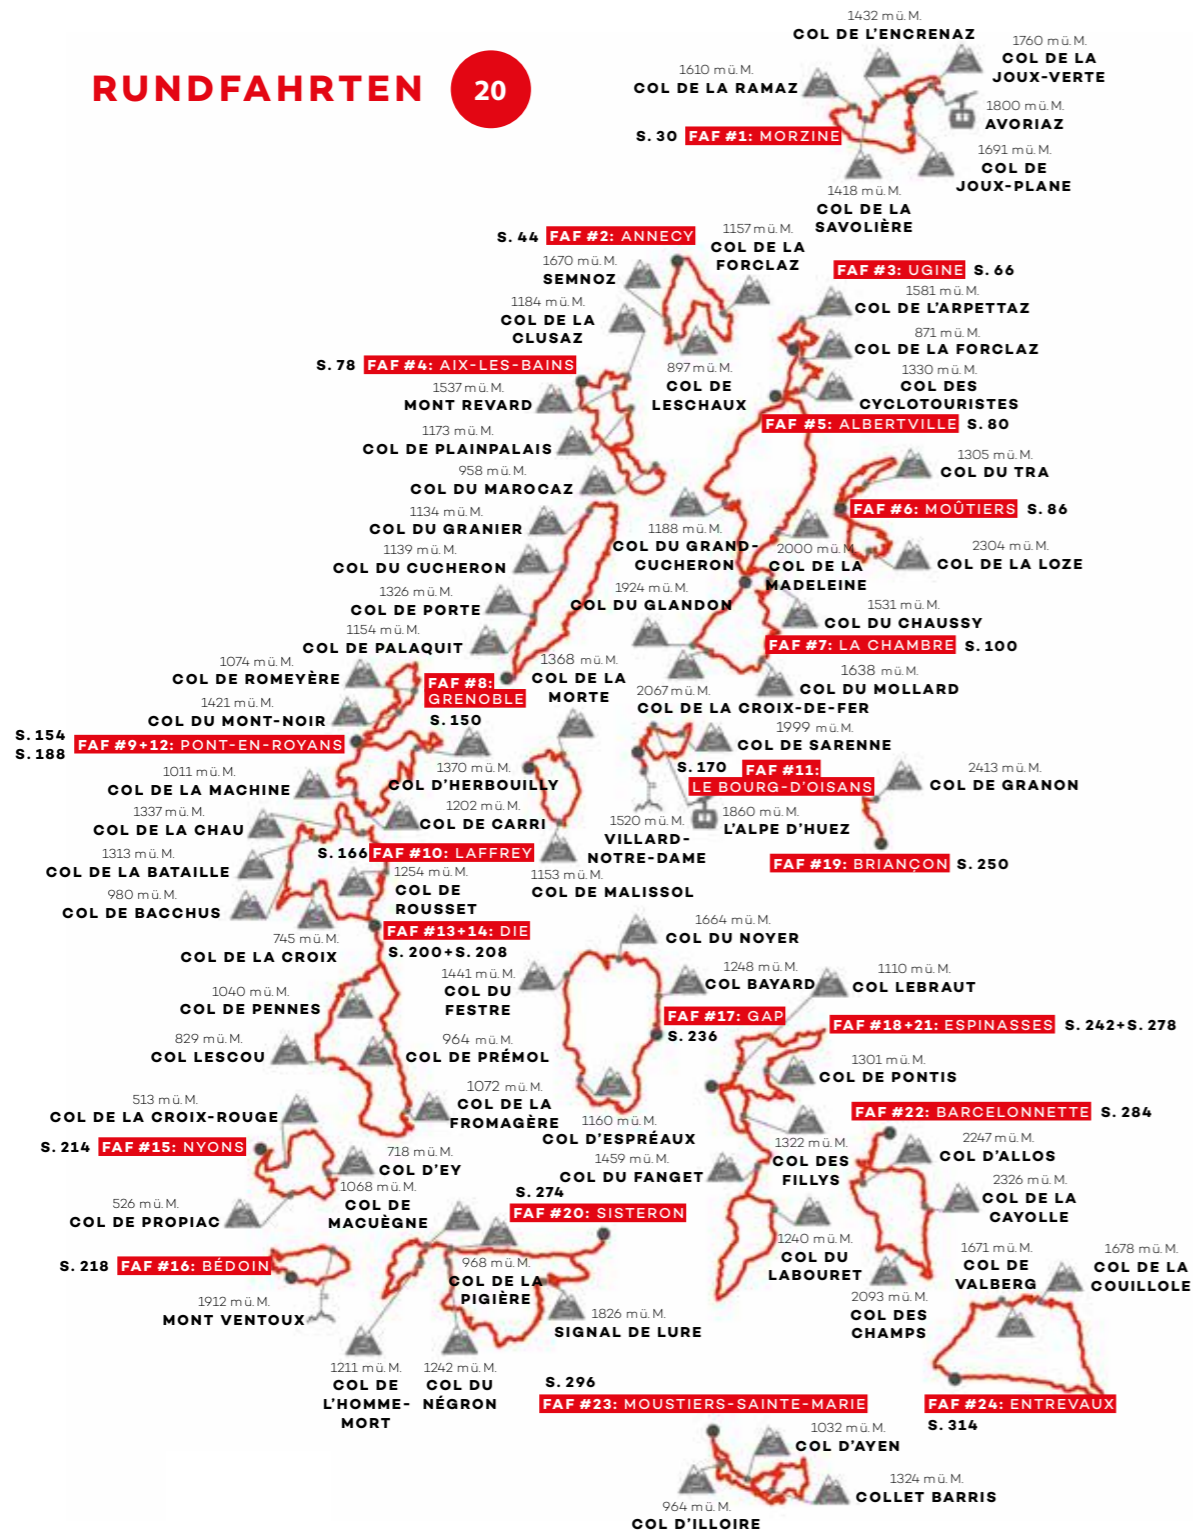 RUNDFAHRTEN
20
1432 mü.M.
COL DE L'ENCRENAZ
1760 mü.M.
COL DE LA
JOUX-VERTE
1610 mü.M.
COL DE LA RAMAZ
1800 mü.M.
AVORIAZ
S. 30 FAF #1: MORZINE
1691 mü.M.
COL DE
JOUX-PLANE
1418 mü.M.
COL DE LA
SAVOLIÈRE
S. 44 FAF #2: ANNECY
1157 mü.M.
COL DE LA
FORCLAZ
1670 mü.M.
SEMNOZ
FAF #3: UGINE S. 66
1581 mü.M.
COL DE L'ARPETTAZ
1184 mü.M.
COL DE LA
CLUSAZ
871 mü.M.
COL DE LA FORCLAZ
S. 78 FAF #4: AIX-LES-BAINS
897 mü.M.
COL DE
LESCHAUX
1330 mü.M.
COL DES
CYCLOTOURISTES
1537 mü.M.
MONT REVARD
FAF #5: ALBERTVILLE S. 80
1173 mü.M.
COL DE PLAINPALAIS
1305 mü.M.
COL DU TRA
958 mü.M.
COL DU MAROCAZ
FAF #6: MOÛTIERS S. 86
1134 mü.M.
COL DU GRANIER
1188 mü.M.
COL DU GRAND-
CUCHERON
2000 mü.M.
COL DE LA
MADELEINE
2304 mü.M.
COL DE LA LOZE
1139 mü.M.
COL DU CUCHERON
1924 mü.M.
COL DU GLANDON
1326 mü.M.
COL DE PORTE
1531 mü.M.
COL DU CHAUSSY
1154 mü.M.
COL DE PALAQUIT
FAF #7: LA CHAMBRE S. 100
1074 mü.M.
COL DE ROMEYÈRE
FAF #8:
GRENOBLE
S. 150
1368 mü.M.
COL DE LA
MORTE
1638 mü.M.
COL DU MOLLARD
2067 mü.M.
COL DE LA CROIX-DE-FER
1421 mü.M.
COL DU MONT-NOIR
S. 154
S. 188
FAF #9+12: PONT-EN-ROYANS
1999 mü.M.
COL DE SARENNE
1011 mü.M.
COL DE LA MACHINE
1370 mü.M.
COL D'HERBOUILLY
S. 170 FAF #11:
LE BOURG-D'OISANS
2413 mü.M.
COL DE GRANON
1337 mü.M.
COL DE LA CHAU
1202 mü.M.
COL DE CARRI
1520 mü.M.
VILLARD-
NOTRE-DAME
1860 mü.M.
L'ALPE D'HUEZ
1313 mü.M.
COL DE LA BATAILLE
S. 166 FAF #10: LAFFREY
FAF #19: BRIANÇON S. 250
1254 mü.M.
COL DE
ROUSSET
1153 mü.M.
COL DE MALISSOL
980 mü.M.
COL DE BACCHUS
745 mü.M.
COL DE LA CROIX
FAF #13+14: DIE
S. 200+S. 208
1664 mü.M.
COL DU NOYER
1441 mü.M.
COL DU
FESTRE
1248 mü.M.
COL BAYARD
1110 mü.M.
COL LEBRAUT
1040 mü.M.
COL DE PENNES
FAF #17: GAP
S. 236
FAF #18+21: ESPINASSES S. 242+S. 278
829 mü.M.
COL LESCOU
964 mü.M.
COL DE PRÉMOL
1301 mü.M.
COL DE PONTIS
513 mü.M.
COL DE LA CROIX-ROUGE
1072 mü.M.
COL DE LA
FROMAGÈRE
1160 mü.M.
COL D'ESPRÉAUX
FAF #22: BARCELONNETTE S. 284
S. 214 FAF #15: NYONS
718 mü.M.
COL D'EY
1459 mü.M.
COL DU FANGET
1322 mü.M.
COL DES
FILLYS
2247 mü.M.
COL D'ALLOS
526 mü.M.
COL DE PROPIAC
1068 mü.M.
COL DE
MACUÈGNE
S. 274
FAF #20: SISTERON
2326 mü.M.
COL DE LA
CAYOLLE
S. 218 FAF #16: BÉDOIN
968 mü.M.
COL DE LA
PIGIÈRE
1240 mü.M.
COL DU
LABOURET
1671 mü.M.
COL DE
VALBERG
1678 mü.M.
COL DE LA
COUILLOLE
1912 mü.M.
MONT VENTOUX
1826 mü.M.
SIGNAL DE LURE
2093 mü.M.
COL DES
CHAMPS
1211 mü.M.
COL DE
L'HOMME-
MORT
1242 mü.M.
COL DU
NÉGRON
S. 296
FAF #23: MOUSTIERS-SAINTE-MARIE
FAF #24: ENTREVAUX
S. 314
1032 mü.M.
COL D'AYEN
1324 mü.M.
COLLET BARRIS
964 mü.M.
COL D'ILLOIRE